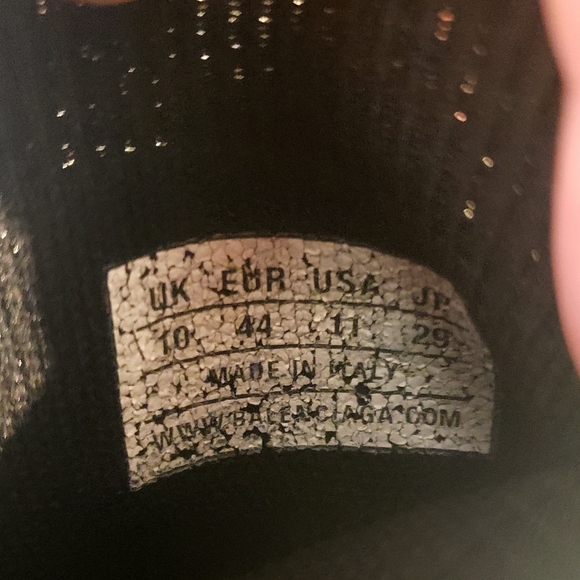 UK EUR USA JP
10 44 11 29
MADE IN ITALY
WWW.BALENCIAGA.COM